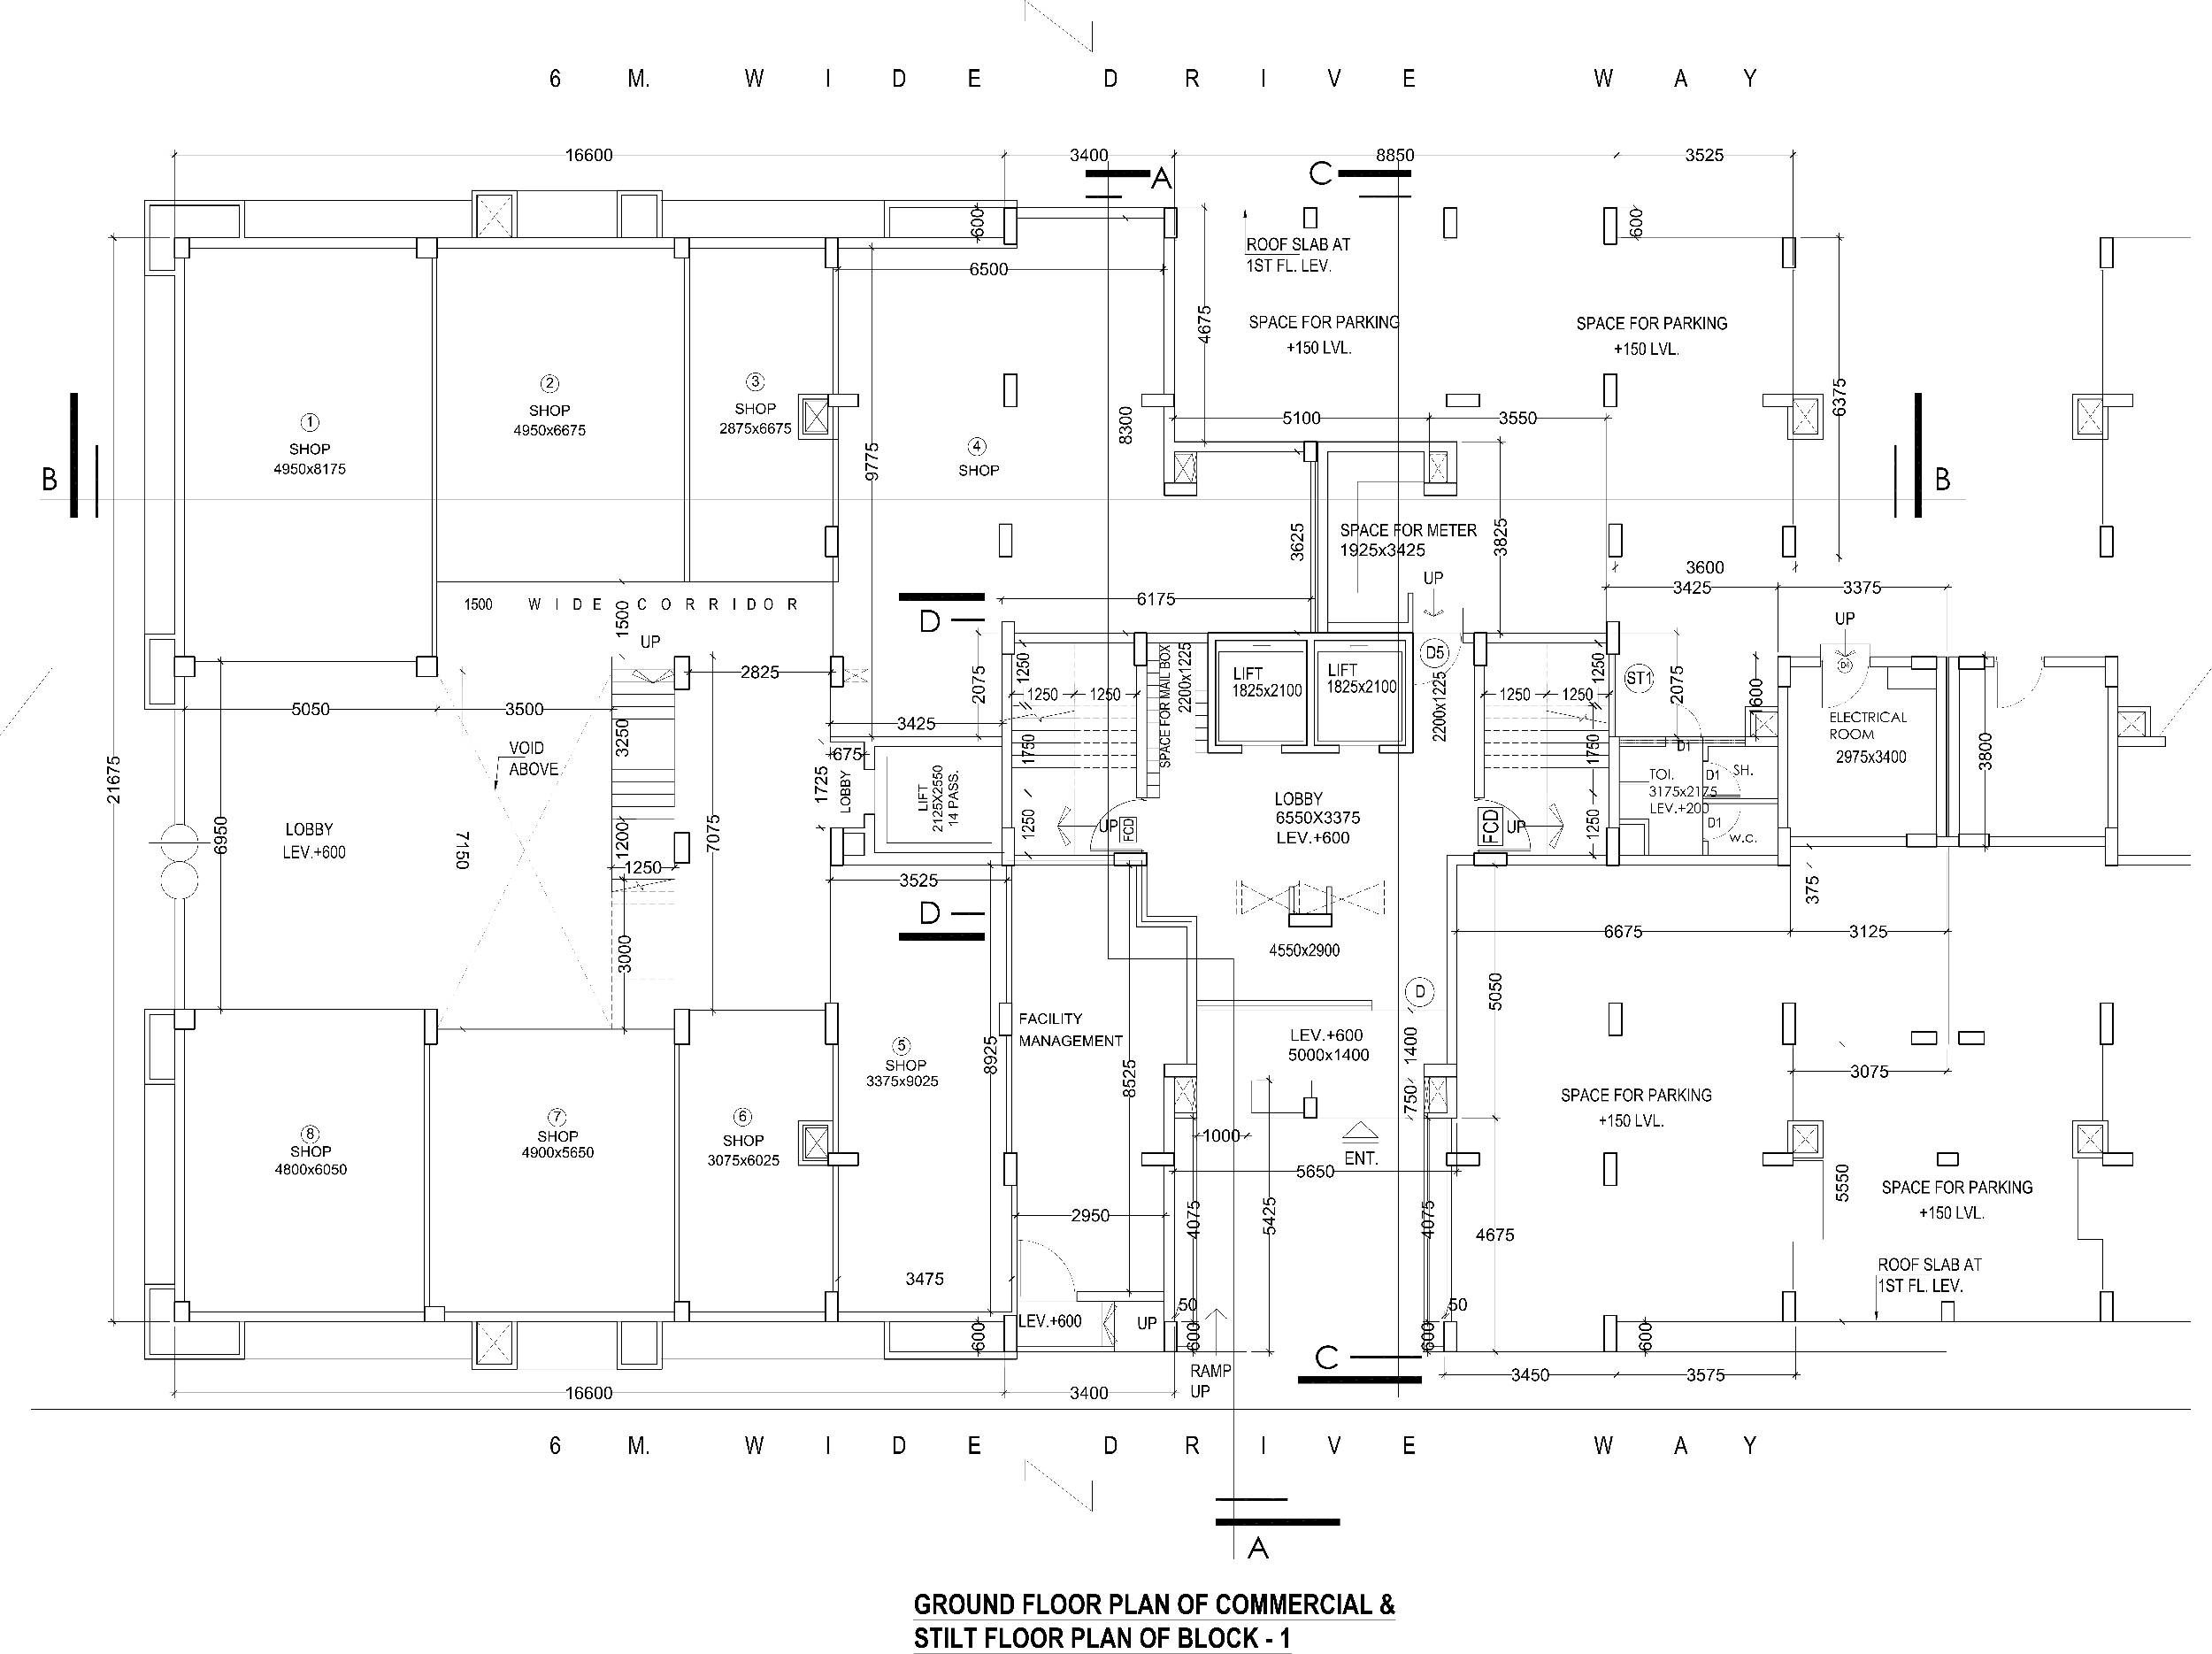 6 M. WIDE DRIVE WAY
16600
3400
8850
3525
A
C
600
600
ROOF SLAB AT
1ST FL. LEV.
6500
4675
SPACE FOR PARKING
+150 LVL.
SPACE FOR PARKING
+150 LVL.
6375
1
SHOP
4950x8175
2
SHOP
4950x6675
3
SHOP
2875x6675
4
SHOP
9775
8300
5100
3550
B
B
SPACE FOR METER
1925x3425
3625
3825
UP
3600
3425
3375
1500 WIDE CORRIDOR
1500
UP
D
6175
UP
2825
2075
1250
1250
1250
SPACE FOR MAIL BOX
2200x1225
LIFT
1825x2100
LIFT
1825x2100
D5
2200x1225
1250
1250
1250
ST1
2075
1600
D4
5050
3500
3250
3425
ELECTRICAL
ROOM
2975x3400
3800
VOID
ABOVE
675
1725
LOBBY
LIFT
2125X2550
14 PASS.
1750
1750
D1
TOI.
3175x2175
LEV.+200
D1
SH.
D1
W.C.
21675
6950
LOBBY
LEV.+600
7150
1200
1250
7075
1250
UP
FCD
LOBBY
6550X3375
LEV.+600
FCD
UP
1250
3525
375
D
3000
4550x2900
6675
3125
D
5050
FACILITY
MANAGEMENT
LEV.+600
5000x1400
1400
5
SHOP
3375x9025
8925
8525
750
3075
SPACE FOR PARKING
+150 LVL.
8
SHOP
4800x6050
7
SHOP
4900x5650
6
SHOP
3075x6025
1000
ENT.
5650
5550
SPACE FOR PARKING
+150 LVL.
2950
4075
5425
4075
4675
3475
ROOF SLAB AT
1ST FL. LEV.
50
50
LEV.+600
UP
600
600
600
600
C
RAMP
UP
3450
3575
16600
3400
6 M. WIDE DRIVE WAY
A
GROUND FLOOR PLAN OF COMMERCIAL &
STILT FLOOR PLAN OF BLOCK - 1